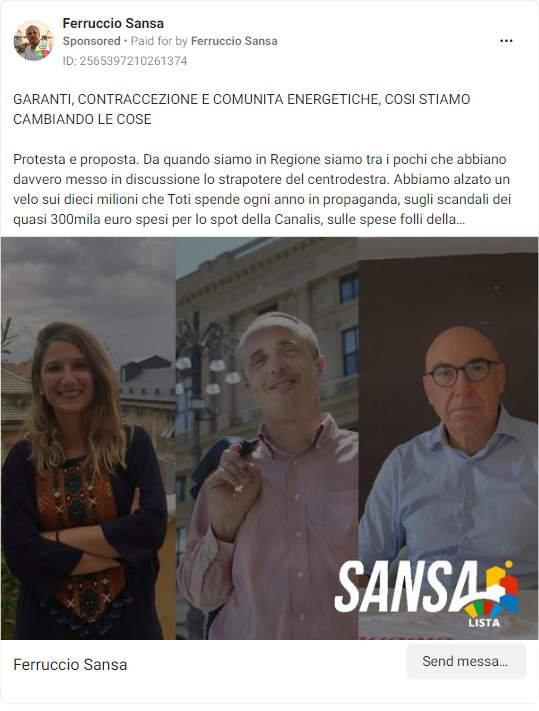 Ferruccio Sansa
Sponsored • Paid for by Ferruccio Sansa
ID: 2565397210261374
GARANTI, CONTRACCEZIONE E COMUNITA ENERGETICHE, COSI STIAMO
CAMBIANDO LE COSE
Protesta e proposta. Da quando siamo in Regione siamo tra i pochi che abbiano
davvero messo in discussione lo strapotere del centrodestra. Abbiamo alzato un
velo sui dieci milioni che Toti spende ogni anno in propaganda, sugli scandali dei
quasi 300mila euro spesi per lo spot della Canalis, sulle spese folli della...
SANSA
LISTA
Ferruccio Sansa
Send messa...